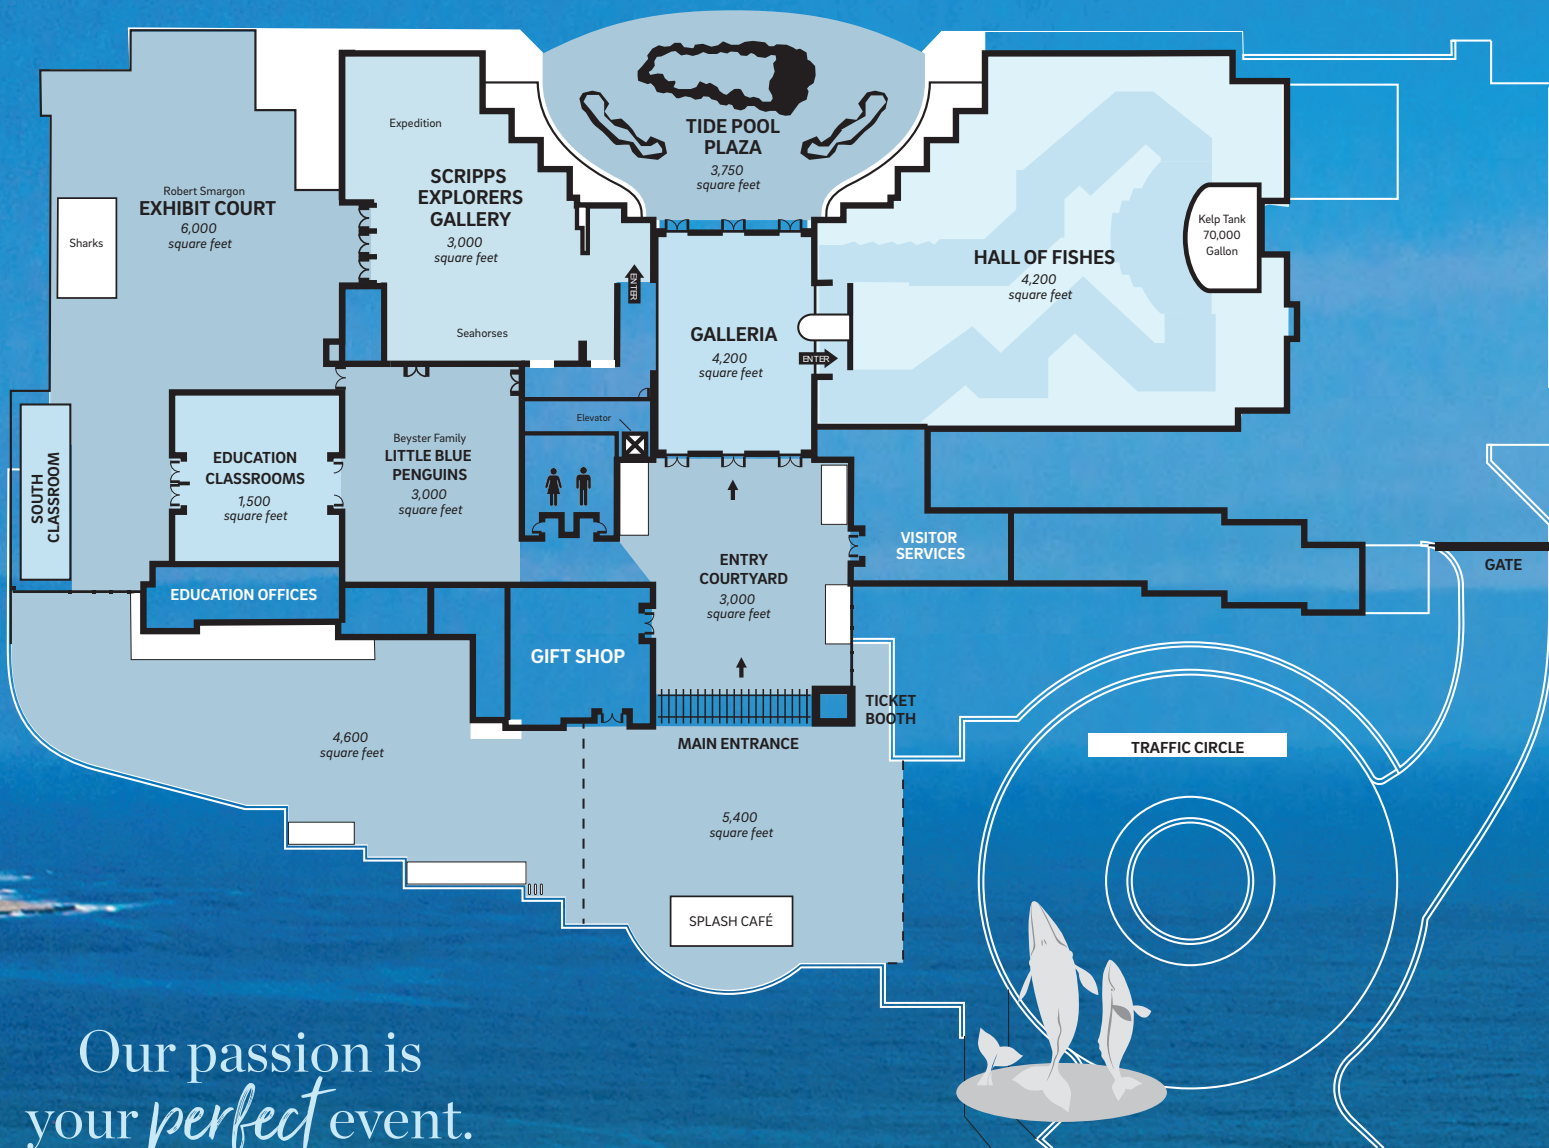 TIDE POOL
PLAZA
3,750
square feet
Expedition
SCRIPPS
EXPLORERS
GALLERY
3,000
square feet
Seahorses
Robert Smargon
EXHIBIT COURT
6,000
square feet
Sharks
HALL OF FISHES
4,200
square feet
Kelp Tank
70,000
Gallon
ENTER
GALLERIA
4,200
square feet
ENTER
Elevator
Beyster Family
LITTLE BLUE
PENGUINS
3,000
square feet
EDUCATION
CLASSROOMS
1,500
square feet
SOUTH
CLASSROOM
EDUCATION OFFICES
ENTRY
COURTYARD
3,000
square feet
VISITOR
SERVICES
GATE
GIFT SHOP
TICKET
BOOTH
MAIN ENTRANCE
TRAFFIC CIRCLE
4,600
square feet
5,400
square feet
SPLASH CAFÉ
Our passion is
your perfect event.